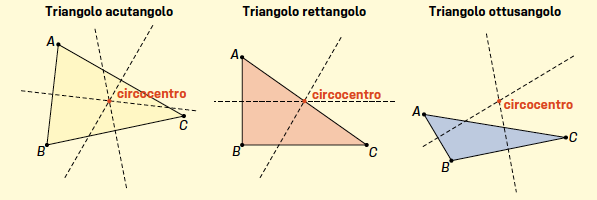 Triangolo acutangolo
A
circocentro
C
B
Triangolo rettangolo
A
circocentro
B
C
Triangolo ottusangolo
circocentro
A
C
B